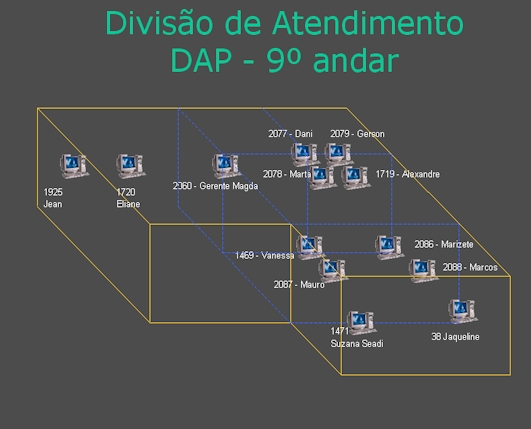 Divisão de Atendimento
DAP - 9º andar
2077 - Dani
2079 - Gerson
2078 - Marta
1719 - Alexandre
1925
Jean
1720
Eliane
2060 - Gerente Magda
1469 - Vanessa
2086 - Marizete
2087 - Mauro
2088 - Marcos
1471
Suzana Seadi
38 Jaqueline